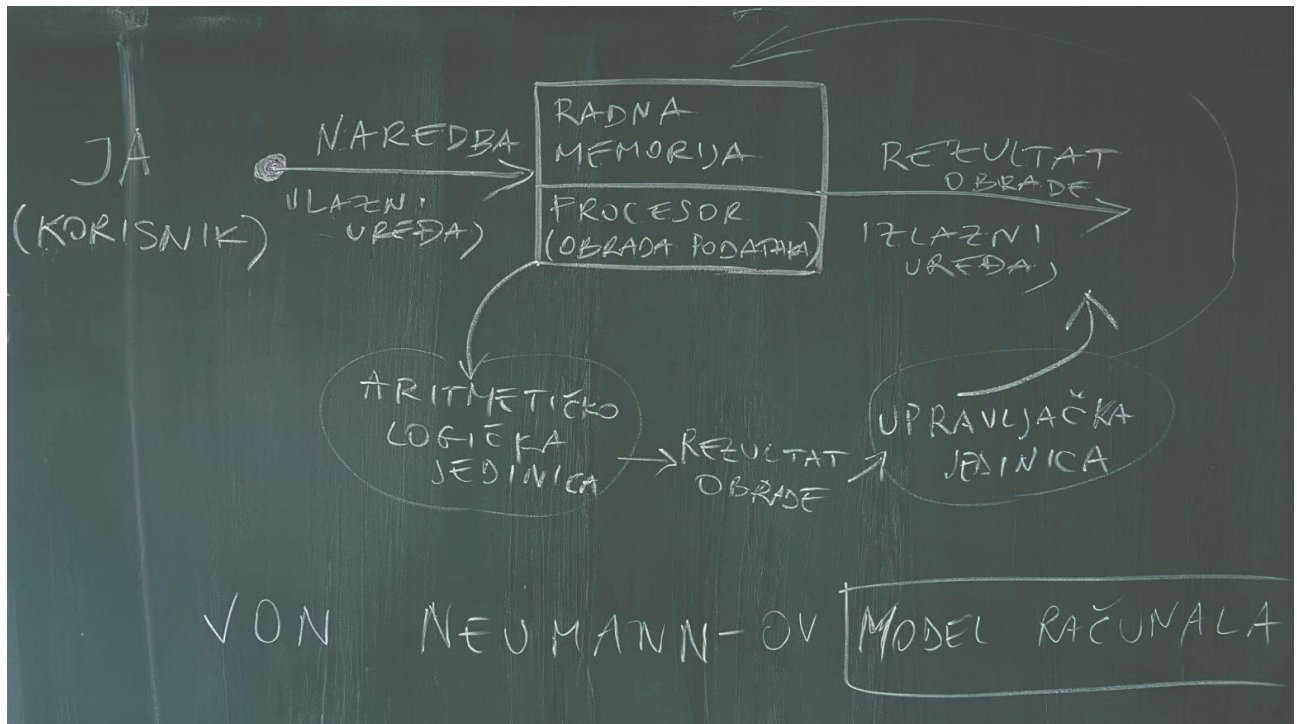 JA
(KORISNIK)
NAREDBA
ULAZNI
UREĐAJ
RADNA
MEMORIJA
PROCESOR
(OBRADA PODATAKA)
REZULTAT
OBRADE
IZLAZNI
UREĐAJ
ARITMETIČKO
LOGIČKA
JEDINICA
REZULTAT
OBRADE
UPRAVLJAČKA
JEDINICA
VON NEUMANN-OV MODEL RAČUNALA